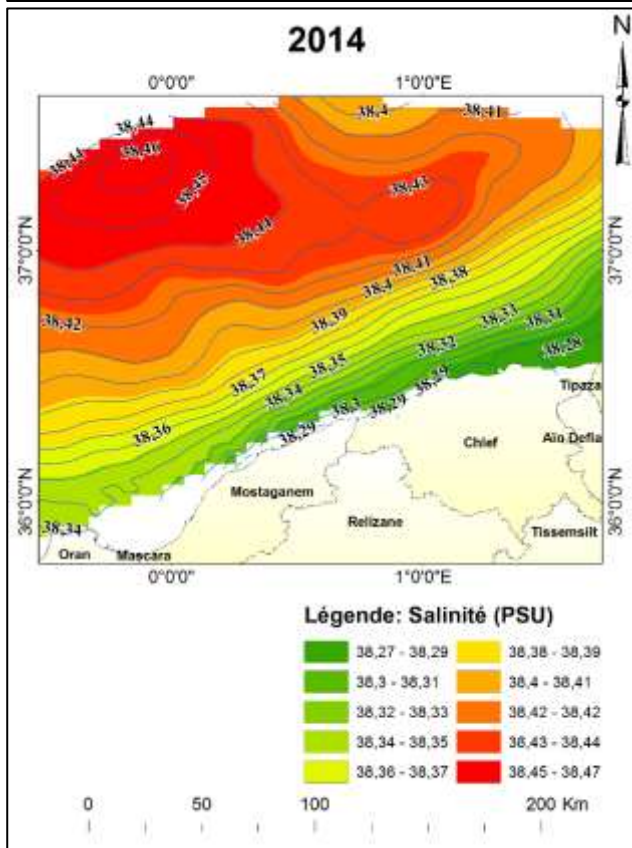 2014
N
0°0'0" 1°0'0"E
38,4 38,41
38,44
38,44 38,46
38,45 38,43
38,44
37°0'0"N 37°0'0"N
38,41
38,4 38,38
38,42
38,39 38,33 38,31
38,32 38,28
38,37 38,35
38,34 38,29
38,3 38,29
38,36 38,29
Tipaza
Chlef Aïo Defla
Mostaganem
36°0'0"N 36°0'0"N
38,34 Relizane Tissemsilt
Oran Mascara
0°0'0" 1°0'0"E
Légende: Salinité (PSU)
38,27 - 38,29 38,38 - 38,39
38,3 - 38,31 38,4 - 38,41
38,32 - 38,33 38,42 - 38,42
38,34 - 38,35 38,43 - 38,44
38,36 - 38,37 38,45 - 38,47
0 50 100 200 Km